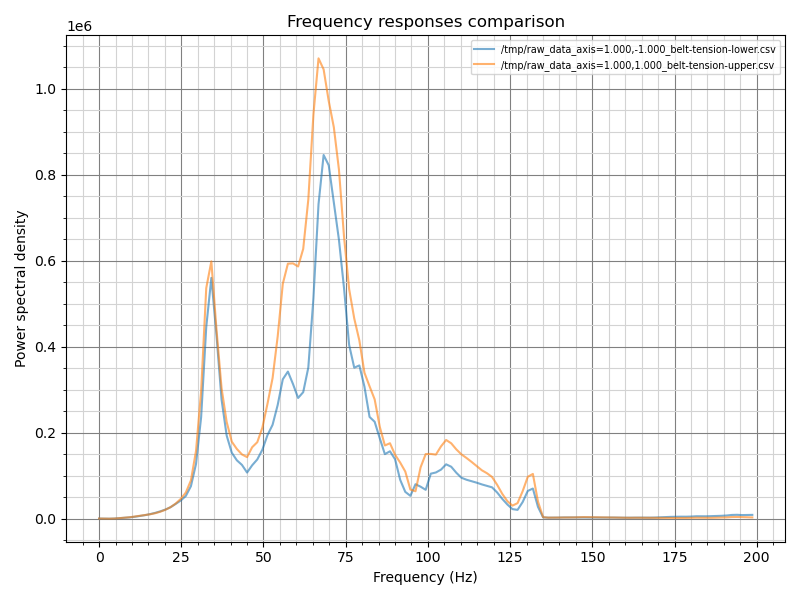 Frequency responses comparison
1e6
/tmp/raw_data_axis=1.000,-1.000_belt-tension-lower.csv
/tmp/raw_data_axis=1.000,1.000_belt-tension-upper.csv
1.0
0.8
0.6
0.4
0.2
0.0
Power spectral density
0 25 50 75 100 125 150 175 200
Frequency (Hz)